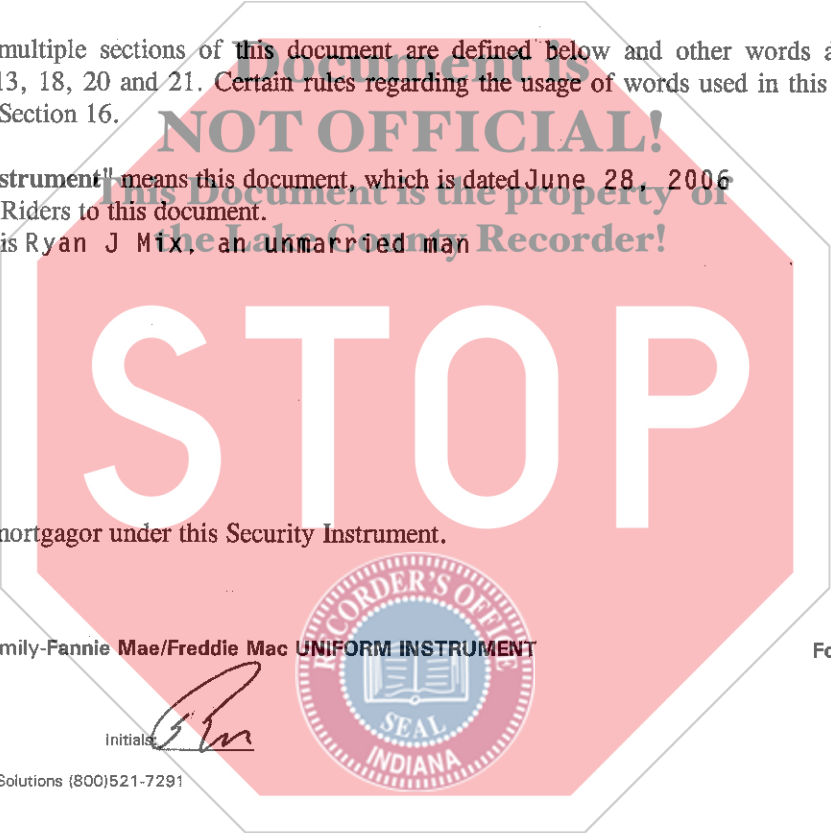 multiple sections of this document are defined below and other words a
Document is
13, 18, 20 and 21. Certain rules regarding the usage of words used in this
Section 16.
NOT OFFICIAL!
strument" means this document, which is dated June 28, 2006
This Document is the property of
Riders to this document.
is Ryan J Mix, an unmarried man
the Lake County Recorder!
STOP
mortgagor under this Security Instrument.
RECORDER'S OFFICE
mily-Fannie Mae/Freddie Mac UNIFORM INSTRUMENT Fo
SEAL
Initials:
INDIANA
Solutions (800)521-7291